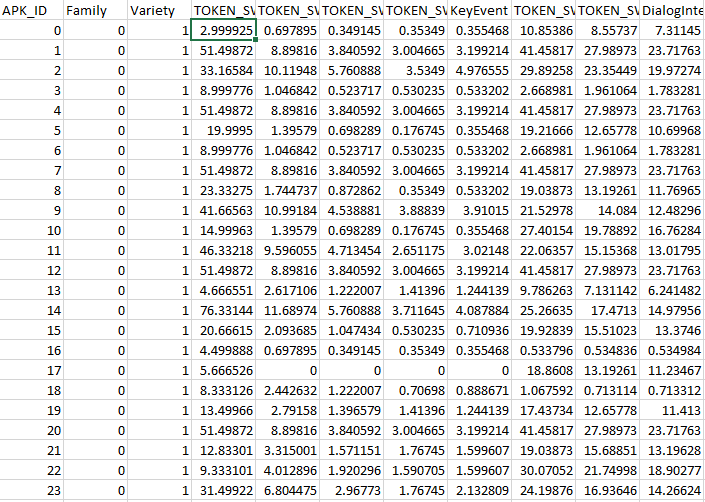 APK_ID Family Variety TOKEN_SV TOKEN_SV TOKEN_SV TOKEN_SV KeyEvent TOKEN_SV TOKEN_SV DialogInte
0 0 1 2.999925 0.697895 0.349145 0.35349 0.355468 10.85386 8.55737 7.31145
1 0 1 51.49872 8.89816 3.840592 3.004665 3.199214 41.45817 27.98973 23.71763
2 0 1 33.16584 10.11948 5.760888 3.5349 4.976555 29.89258 23.35449 19.97274
3 0 1 8.999776 1.046842 0.523717 0.530235 0.533202 2.668981 1.961064 1.783281
4 0 1 51.49872 8.89816 3.840592 3.004665 3.199214 41.45817 27.98973 23.71763
5 0 1 19.9995 1.39579 0.698289 0.176745 0.355468 19.21666 12.65778 10.69968
6 0 1 8.999776 1.046842 0.523717 0.530235 0.533202 2.668981 1.961064 1.783281
7 0 1 51.49872 8.89816 3.840592 3.004665 3.199214 41.45817 27.98973 23.71763
8 0 1 23.33275 1.744737 0.872862 0.35349 0.533202 19.03873 13.19261 11.76965
9 0 1 41.66563 10.99184 4.538881 3.88839 3.91015 21.52978 14.084 12.48296
10 0 1 14.99963 1.39579 0.698289 0.176745 0.355468 27.40154 19.78892 16.76284
11 0 1 46.33218 9.596055 4.713454 2.651175 3.02148 22.06357 15.15368 13.01795
12 0 1 51.49872 8.89816 3.840592 3.004665 3.199214 41.45817 27.98973 23.71763
13 0 1 4.666551 2.617106 1.222007 1.41396 1.244139 9.786263 7.131142 6.241482
14 0 1 76.33144 11.68974 5.760888 3.711645 4.087884 25.26635 17.4713 14.97956
15 0 1 20.66615 2.093685 1.047434 0.530235 0.710936 19.92839 15.51023 13.3746
16 0 1 4.499888 0.697895 0.349145 0.35349 0.355468 0.533796 0.534836 0.534984
17 0 1 5.666526 0 0 0 0 18.8608 13.19261 11.23467
18 0 1 8.333126 2.442632 1.222007 0.70698 0.888671 1.067592 0.713114 0.713312
19 0 1 13.49966 2.79158 1.396579 1.41396 1.244139 17.43734 12.65778 11.413
20 0 1 51.49872 8.89816 3.840592 3.004665 3.199214 41.45817 27.98973 23.71763
21 0 1 12.83301 3.315001 1.571151 1.76745 1.599607 19.03873 15.68851 13.19628
22 0 1 9.333101 4.012896 1.920296 1.590705 1.599607 30.07052 21.74998 18.90277
23 0 1 31.49922 6.804475 2.96773 1.76745 2.132809 24.19876 16.93646 14.26624